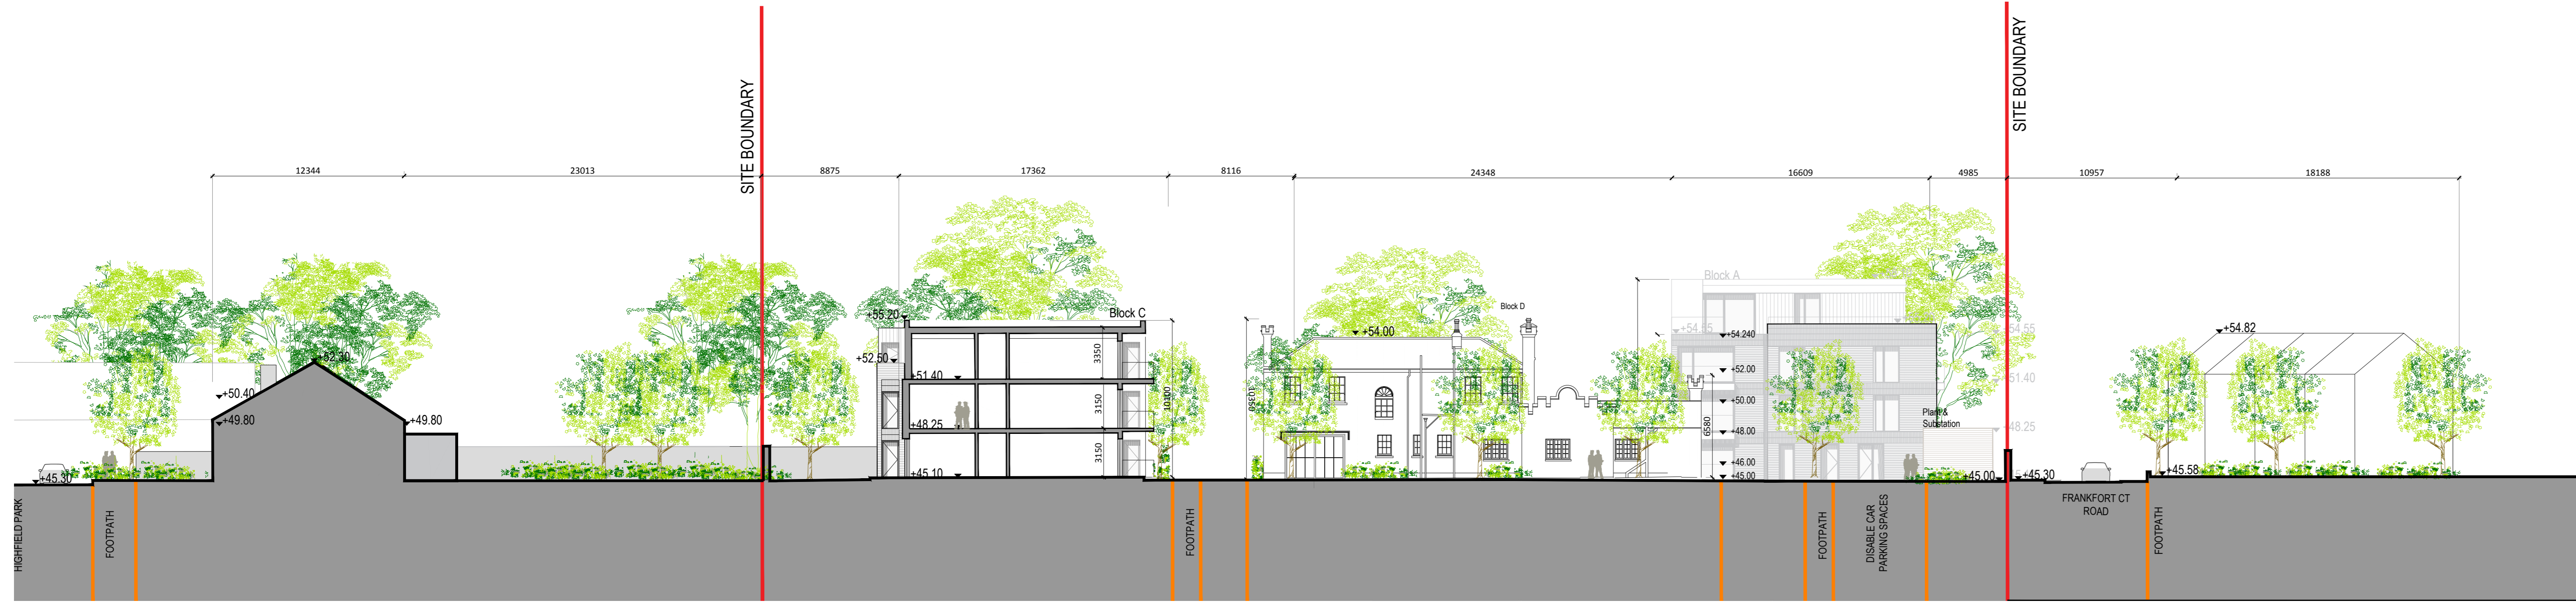 SITE BOUNDARY
SITE BOUNDARY
12344
23013
8875
17362
8116
24348
16609
4985
10957
18188
+52.30
+50.40
+49.80
+49.80
+45.30
HIGHFIELD PARK
FOOTPATH
+55.20
Block C
+52.50
+51.40
+48.25
+45.10
3350
3150
3150
10100
FOOTPATH
10350
+54.00
Block D
6580
Block A
+54.55
+54.240
+52.00
+50.00
+48.00
+46.00
+45.00
Plant &
Substation
+54.55
+51.40
+48.25
+45.00
+45.30
FOOTPATH
DISABLE CAR
PARKING SPACES
FRANKFORT CT
ROAD
FOOTPATH
+54.82
+45.58